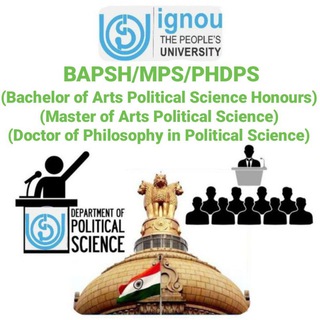 ignou
THE PEOPLE'S
UNIVERSITY
BAPSH/MPS/PHDPS
(Bachelor of Arts Political Science Honours)
(Master of Arts Political Science)
(Doctor of Philosophy in Political Science)
DEPARTMENT OF
POLITICAL
SCIENCE